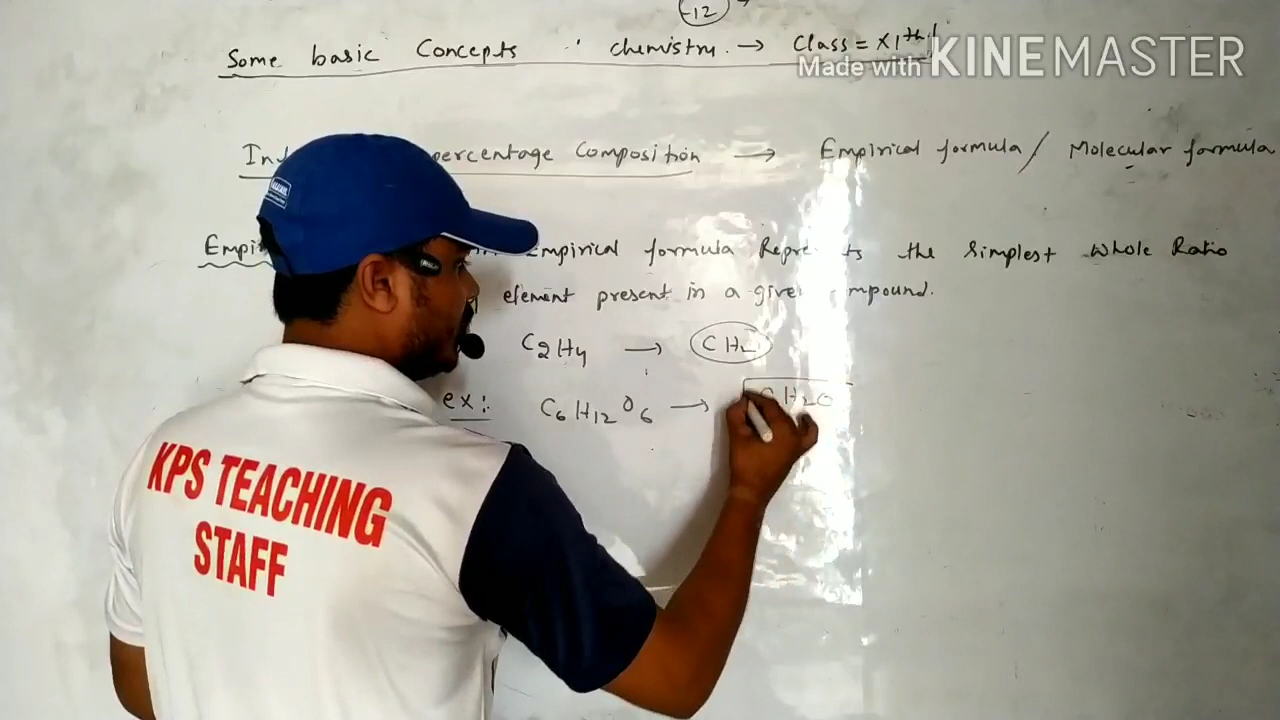 -12 →
Some basic Concepts chemistry. → Class = XIth
Made with KINEMASTER
percentage Composition → Empirical formula / Molecular formula
Empirical formula the Simplest Whole Ratio
element present in a given
C2H4 → CH2
ex:. C6H12O6 → CH2O
KPS TEACHING
STAFF